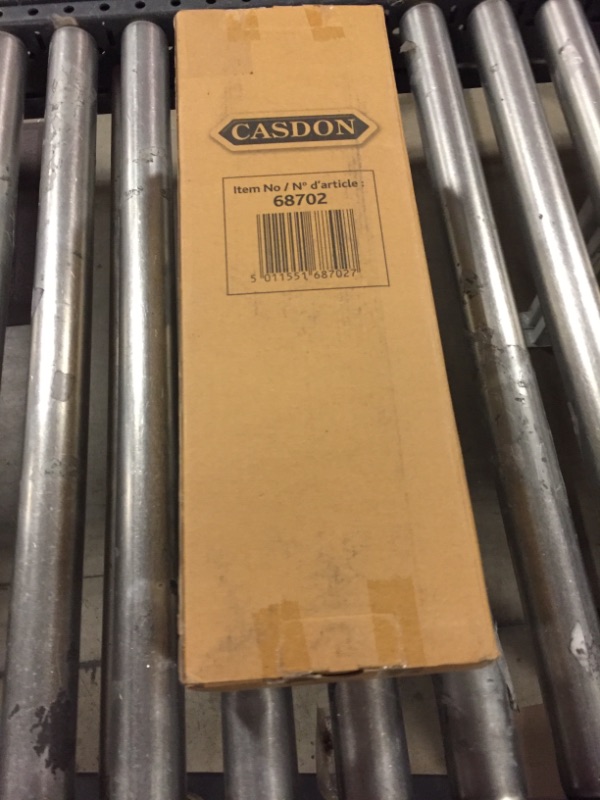 CASDON
Item No / N° d'article :
68702
5 011551 687027